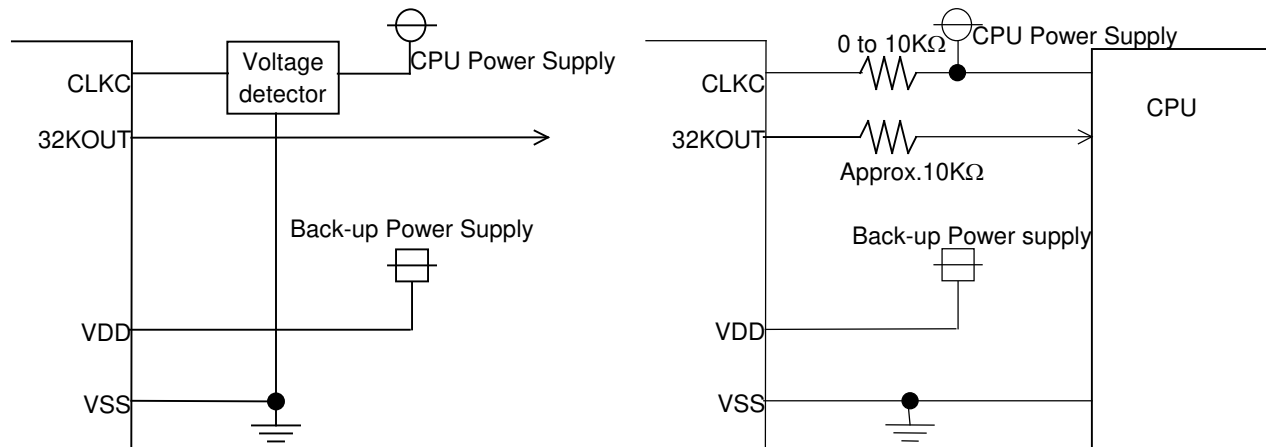 CLKC
Voltage
detector
CPU Power Supply
32KOUT
Back-up Power Supply
VDD
VSS
0 to 10KΩ
CPU Power Supply
CLKC
CPU
32KOUT
Approx.10KΩ
Back-up Power supply
VDD
VSS